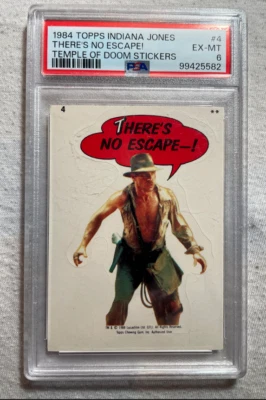 1984 TOPPS INDIANA JONES #4
THERE'S NO ESCAPE! EX-MT
TEMPLE OF DOOM STICKERS 6
PSA 99425582
4 **
THERE'S
NO ESCAPE—!